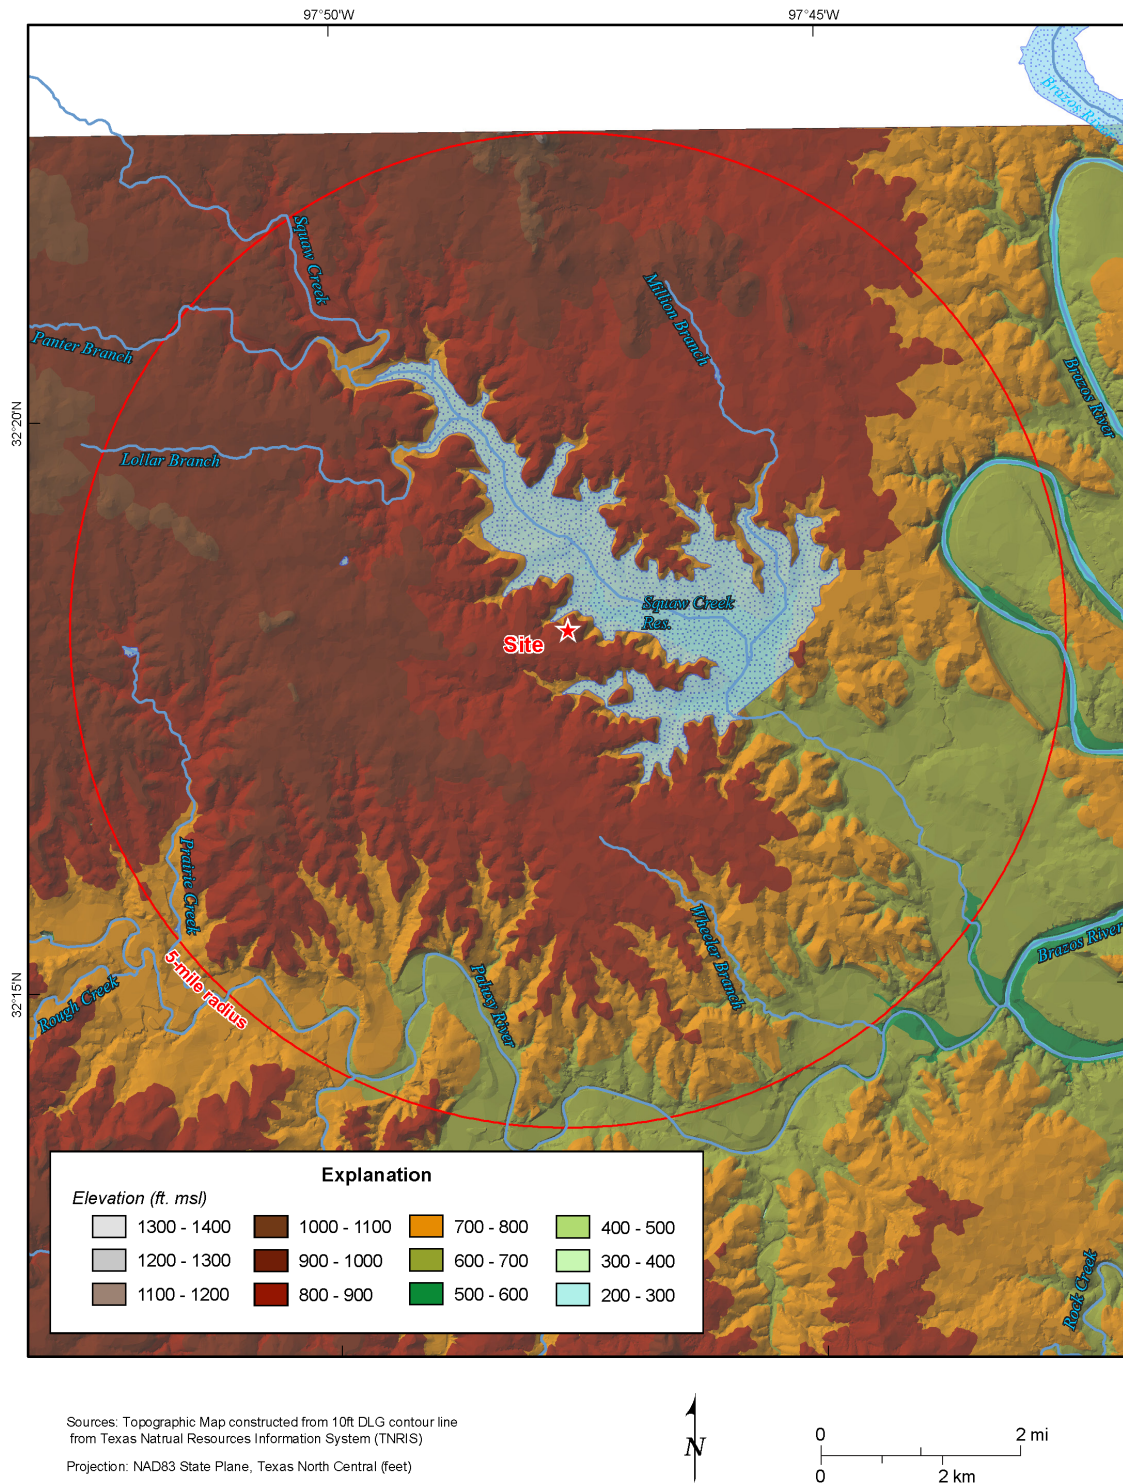 97°50'W
97°45'W
Brazos Riv
Squaw Creek
Million Branch
Panter Branch
Brazos River
32°20'N
Lollar Branch
Squaw Creek
Res.
Site
Prairie Creek
Wheeler Branch
Brazos River
5-mile radius
Paluxy River
Rough Creek
32°15'N
Rock Creek
Explanation
Elevation (ft. msl)
1300 - 1400 1000 - 1100 700 - 800 400 - 500
1200 - 1300 900 - 1000 600 - 700 300 - 400
1100 - 1200 800 - 900 500 - 600 200 - 300
Sources: Topographic Map constructed from 10ft DLG contour line
from Texas Natrual Resources Information System (TNRIS)
Projection: NAD83 State Plane, Texas North Central (feet)
N
0 2 mi
0 2 km